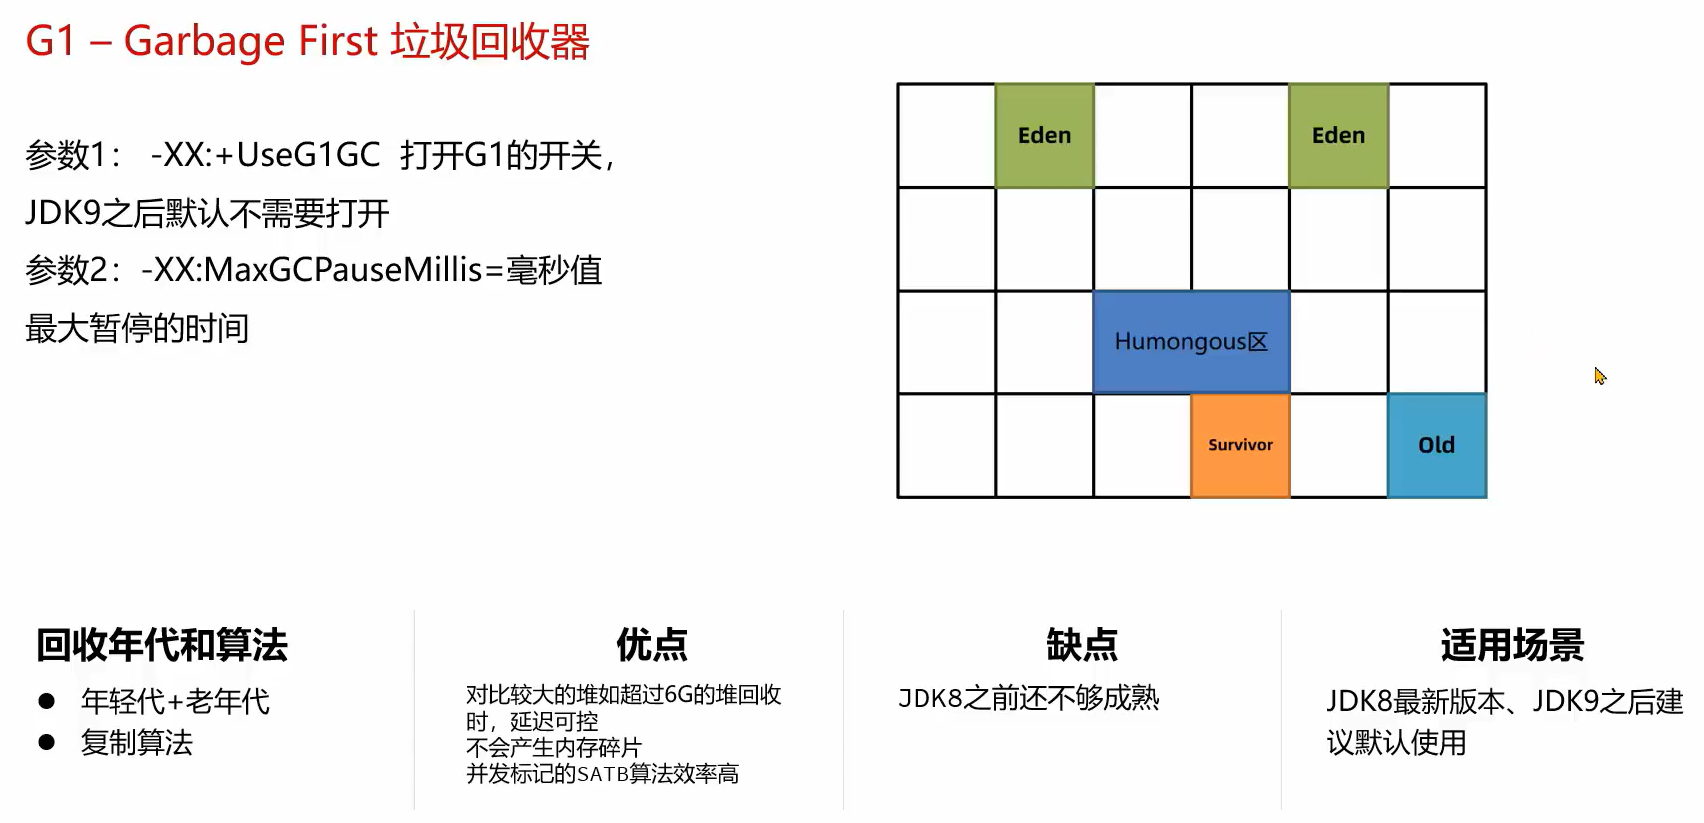 G1 – Garbage First 垃圾回收器
参数1： -XX:+UseG1GC 打开G1的开关，
JDK9之后默认不需要打开
参数2：-XX:MaxGCPauseMillis=毫秒值
最大暂停的时间
Eden
Eden
Humongous区
Survivor
Old
回收年代和算法
● 年轻代+老年代
● 复制算法
优点
对比较大的堆如超过6G的堆回收
时，延迟可控
不会产生内存碎片
并发标记的SATB算法效率高
缺点
JDK8之前还不够成熟
适用场景
JDK8最新版本、JDK9之后建
议默认使用